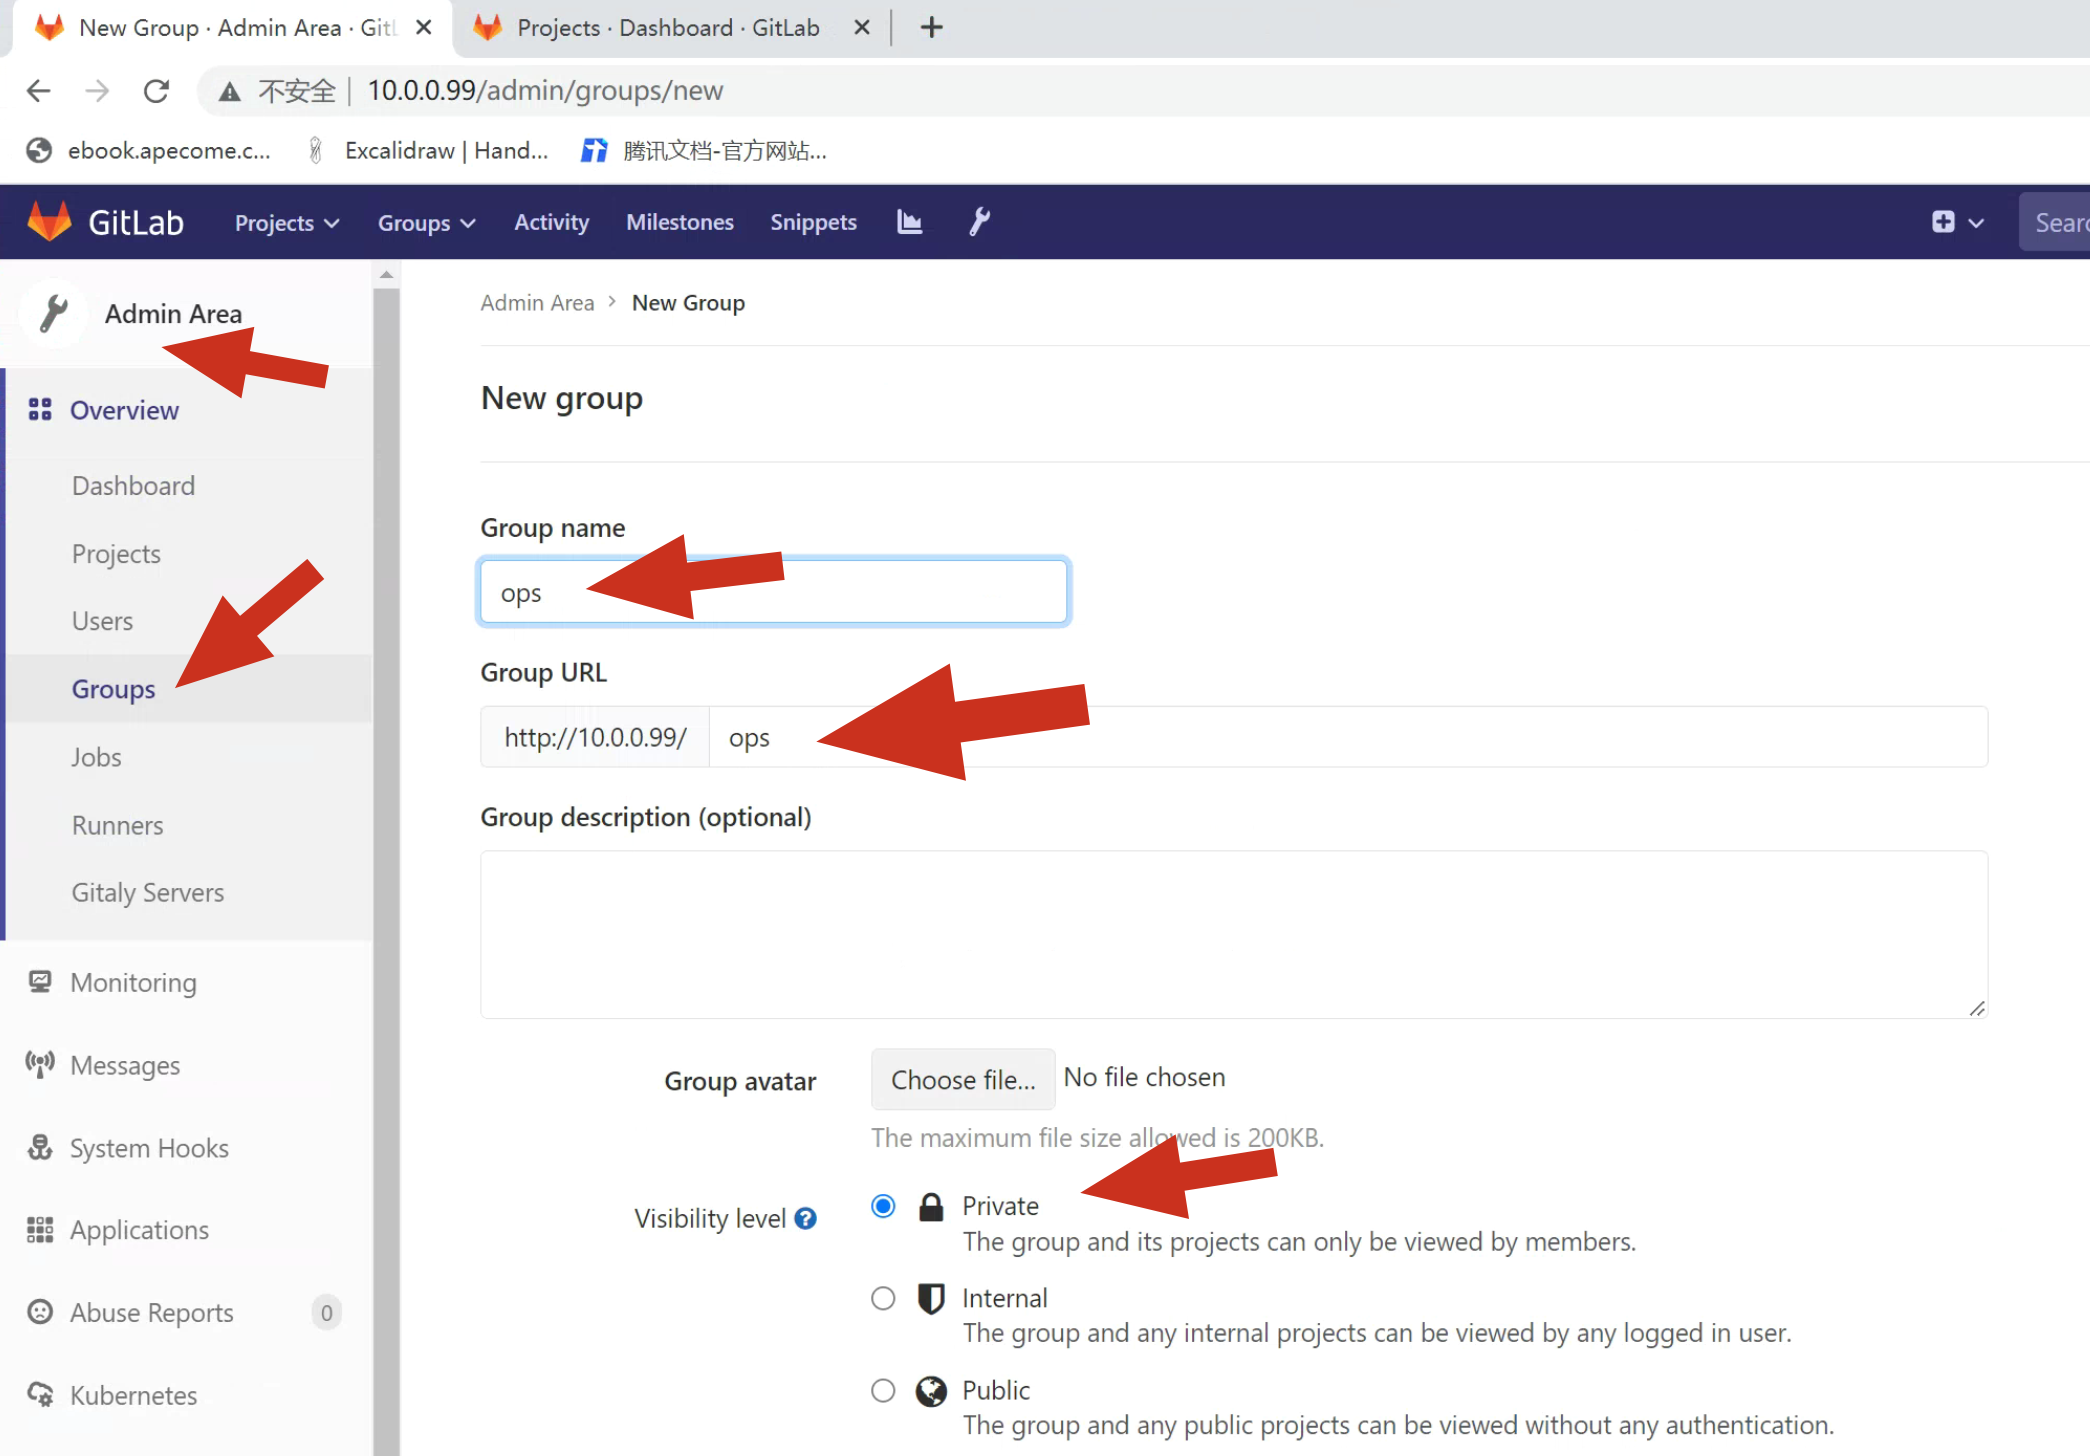 New Group · Admin Area · GitL
Projects · Dashboard · GitLab
不安全 | 10.0.0.99/admin/groups/new
ebook.apecome.c...
Excalidraw | Hand...
腾讯文档-官方网站...
GitLab
Projects
Groups
Activity
Milestones
Snippets
Searc
Admin Area
Overview
Dashboard
Projects
Users
Groups
Jobs
Runners
Gitaly Servers
Monitoring
Messages
System Hooks
Applications
Abuse Reports 0
Kubernetes
Admin Area > New Group
New group
Group name
ops
Group URL
http://10.0.0.99/ ops
Group description (optional)
Group avatar
Choose file... No file chosen
The maximum file size allowed is 200KB.
Visibility level ?
Private
The group and its projects can only be viewed by members.
Internal
The group and any internal projects can be viewed by any logged in user.
Public
The group and any public projects can be viewed without any authentication.